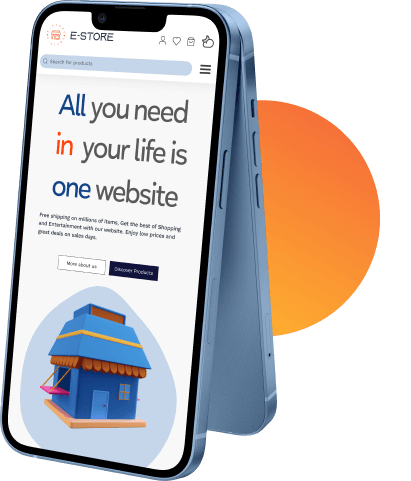 E-STORE
Search for products
All you need
in your life is
one website
Free shipping on millions of items, Get the best of Shopping
and Entertainment with our website. Enjoy low prices and
great deals on sales days.
More about us
Discover Products